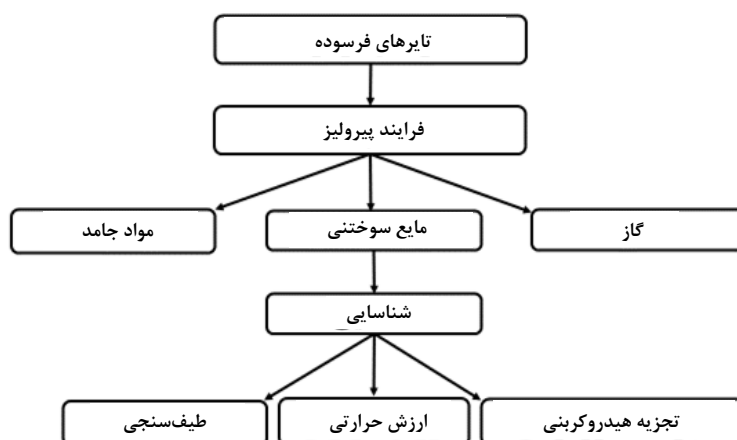 تایرهای فرسوده
فرایند پیرولیز
گاز
مایع سوختنی
مواد جامد
شناسایی
تجزیه هیدروکربنی
ارزش حرارتی
طیف‌سنجی